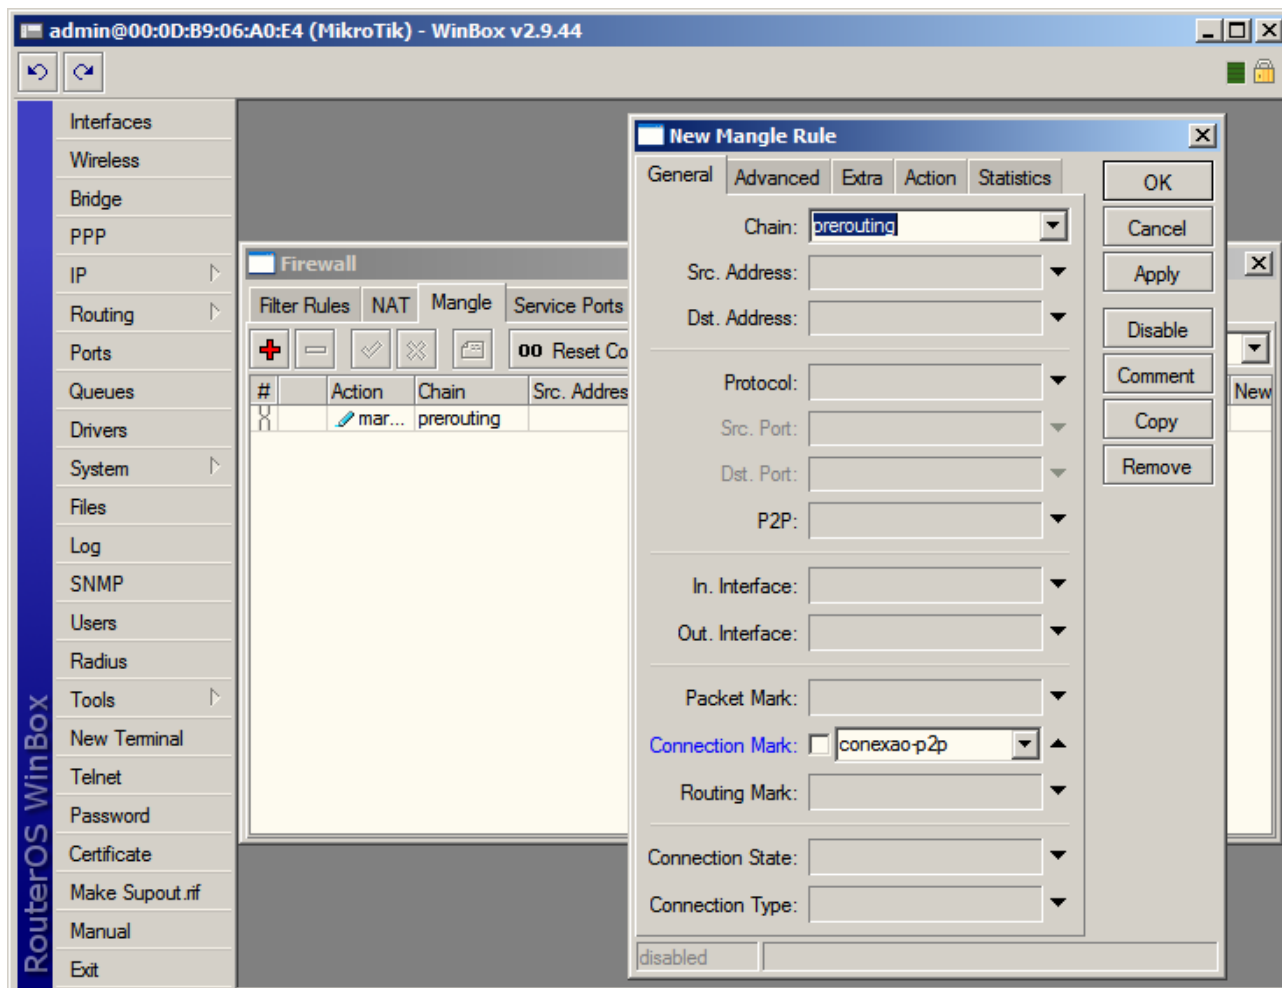 admin@00:0D:B9:06:A0:E4 (MikroTik) - WinBox v2.9.44
RouterOS WinBox
Interfaces
Wireless
Bridge
PPP
IP
Routing
Ports
Queues
Drivers
System
Files
Log
SNMP
Users
Radius
Tools
New Terminal
Telnet
Password
Certificate
Make Supout.rif
Manual
Exit
Firewall
Filter Rules NAT Mangle Service Ports
00 Reset Co
# Action Chain Src. Addres New
mar... prerouting
New Mangle Rule
General Advanced Extra Action Statistics
Chain: prerouting
Src. Address:
Dst. Address:
Protocol:
Src. Port:
Dst. Port:
P2P:
In. Interface:
Out. Interface:
Packet Mark:
Connection Mark: conexao-p2p
Routing Mark:
Connection State:
Connection Type:
disabled
OK
Cancel
Apply
Disable
Comment
Copy
Remove